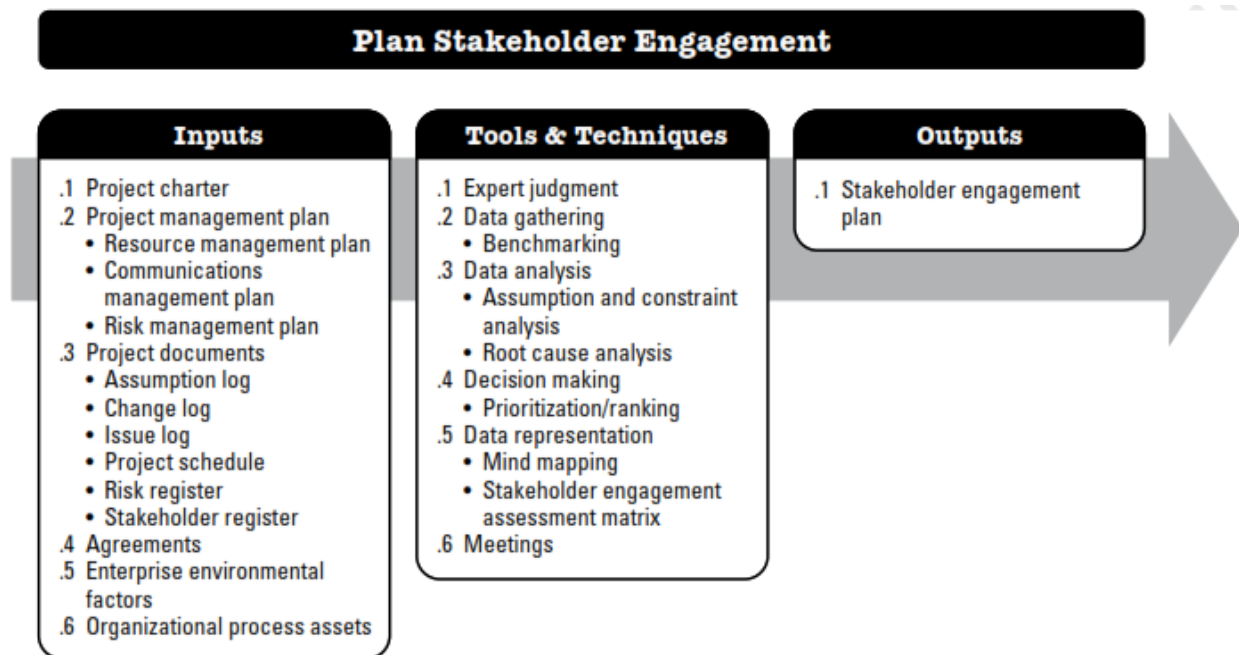 Plan Stakeholder Engagement
Inputs
.1 Project charter
.2 Project management plan
• Resource management plan
• Communications
management plan
• Risk management plan
.3 Project documents
• Assumption log
• Change log
• Issue log
• Project schedule
• Risk register
• Stakeholder register
.4 Agreements
.5 Enterprise environmental
factors
.6 Organizational process assets
Tools & Techniques
.1 Expert judgment
.2 Data gathering
• Benchmarking
.3 Data analysis
• Assumption and constraint
analysis
• Root cause analysis
.4 Decision making
• Prioritization/ranking
.5 Data representation
• Mind mapping
• Stakeholder engagement
assessment matrix
.6 Meetings
Outputs
.1 Stakeholder engagement
plan